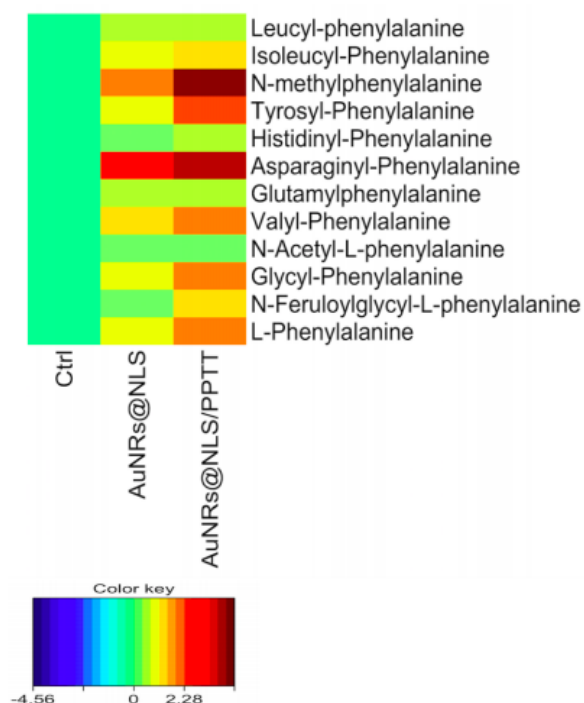 Leucyl-phenylalanine
Isoleucyl-Phenylalanine
N-methylphenylalanine
Tyrosyl-Phenylalanine
Histidinyl-Phenylalanine
Asparaginyl-Phenylalanine
Glutamylphenylalanine
Valyl-Phenylalanine
N-Acetyl-L-phenylalanine
Glycyl-Phenylalanine
N-Feruloylglycyl-L-phenylalanine
L-Phenylalanine
Ctrl
AuNRs@NLS
AuNRs@NLS/PPTT
Color key
-4.56 0 2.28